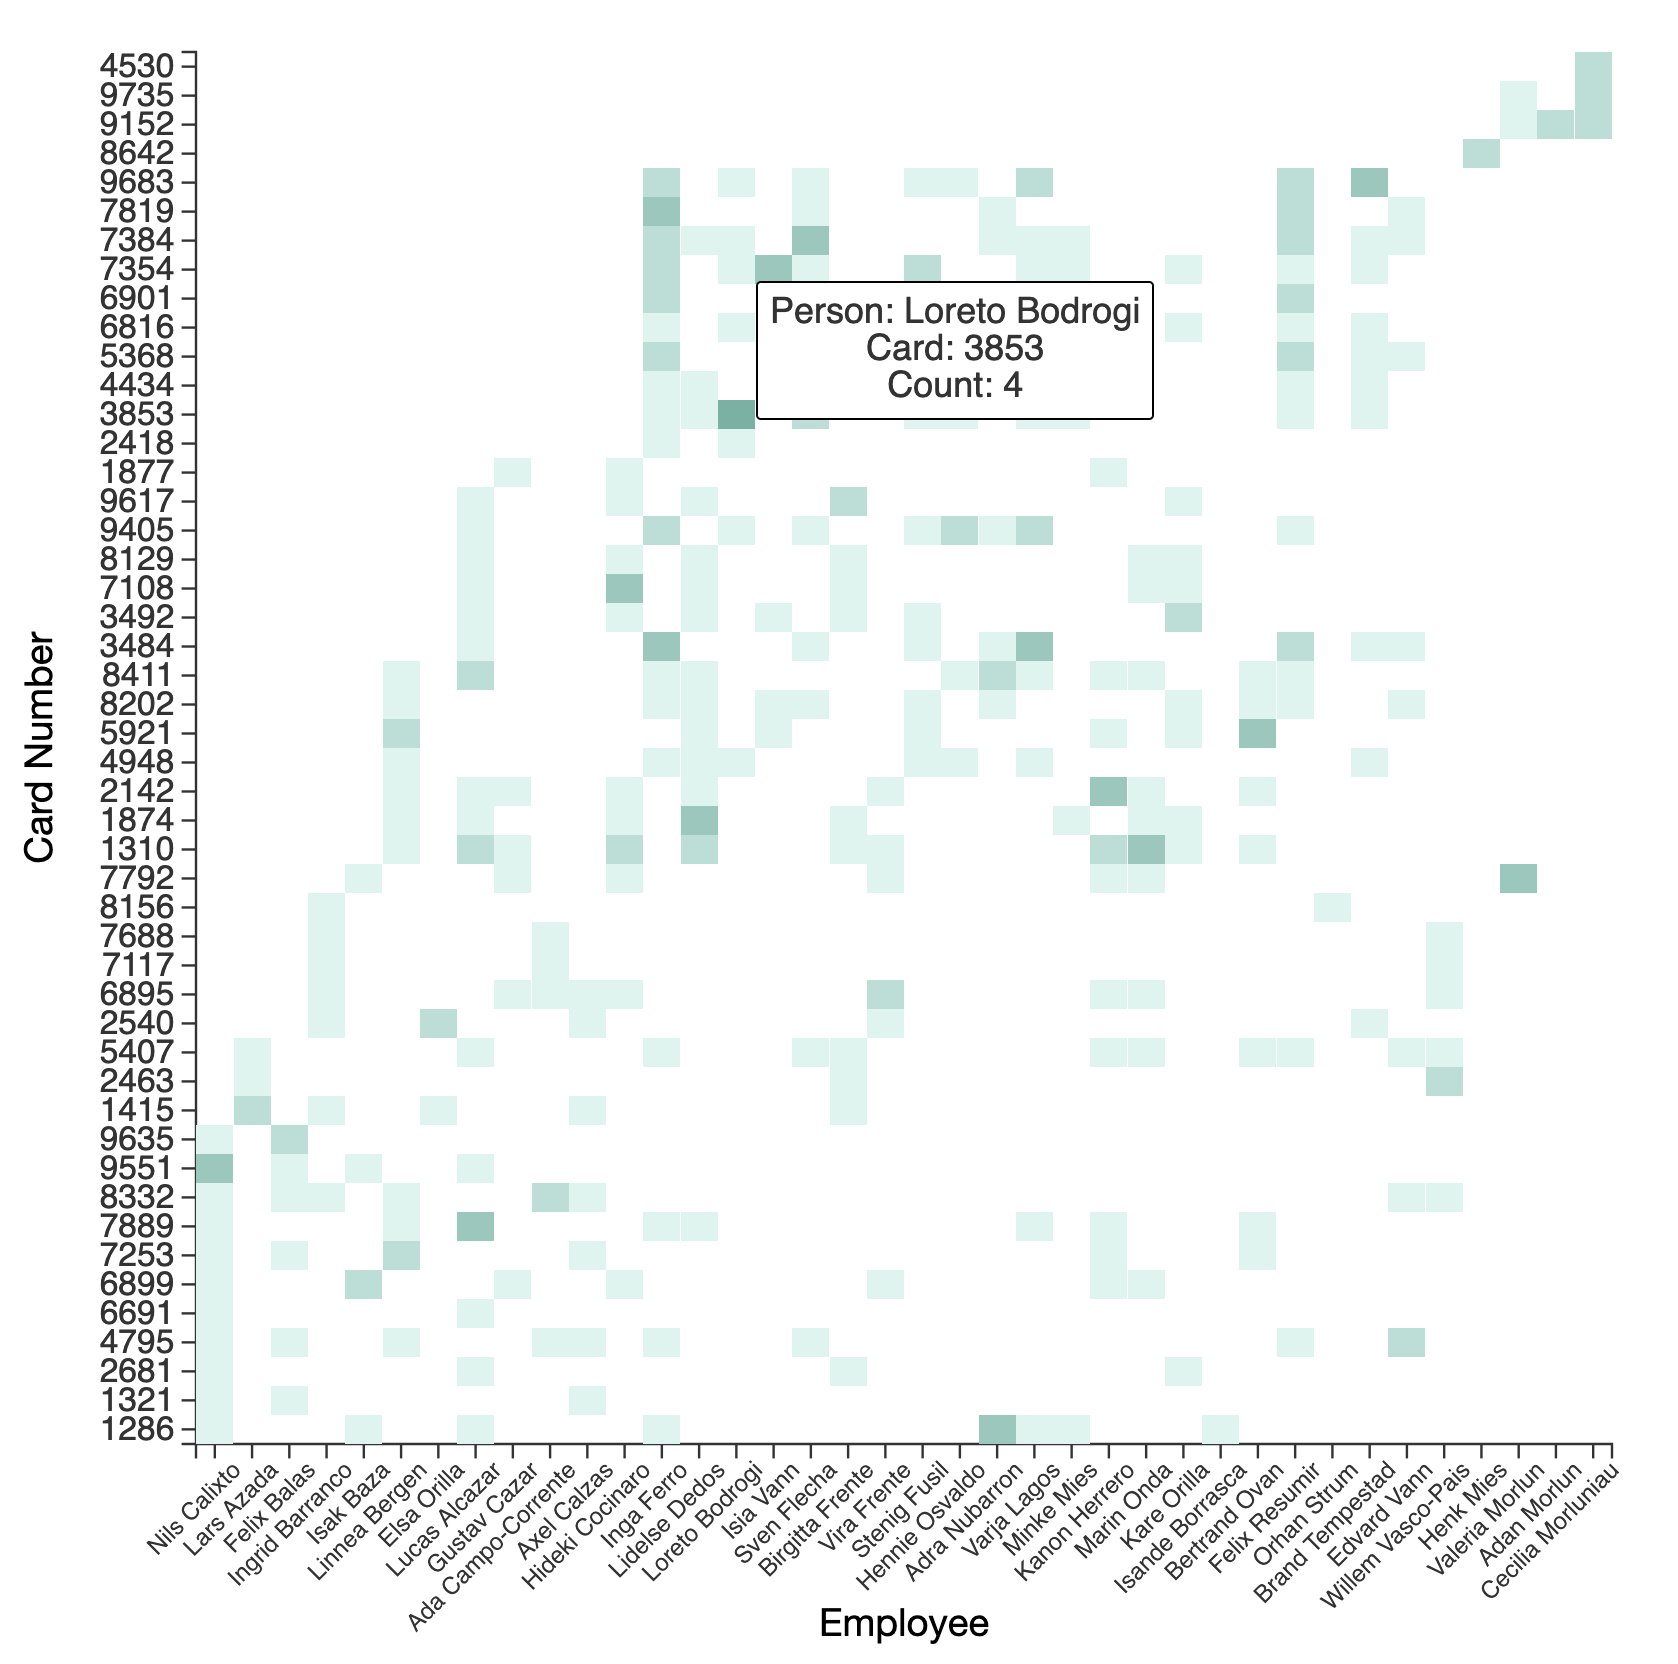 4530
9735
9152
8642
9683
7819
7384
7354
6901
6816
5368
4434
3853
2418
1877
9617
9405
8129
7108
3492
3484
8411
8202
5921
4948
2142
1874
1310
7792
8156
7688
7117
6895
2540
5407
2463
1415
9635
9551
8332
7889
7253
6899
6691
4795
2681
1321
1286
Card Number
Person: Loreto Bodrogi
Card: 3853
Count: 4
Nils Calixto
Lars Azada
Felix Balas
Ingrid Barranco
Isak Baza
Linnea Bergen
Elsa Orilla
Lucas Alcazar
Gustav Cazar
Ada Campo-Corrente
Axel Calzas
Hideki Cocinaro
Inga Ferro
Lidelse Dedos
Loreto Bodrogi
Isia Vann
Sven Flecha
Birgitta Frente
Vira Frente
Stenig Fusil
Hennie Osvaldo
Adra Nubarron
Varja Lagos
Minke Mies
Kanon Herrero
Marin Onda
Kare Orilla
Isande Borrasca
Bertrand Ovan
Felix Resumir
Orhan Strum
Brand Tempestad
Edvard Vann
Willem Vasco-Pais
Henk Mies
Valeria Morlun
Adan Morlun
Cecilia Morluniau
Employee